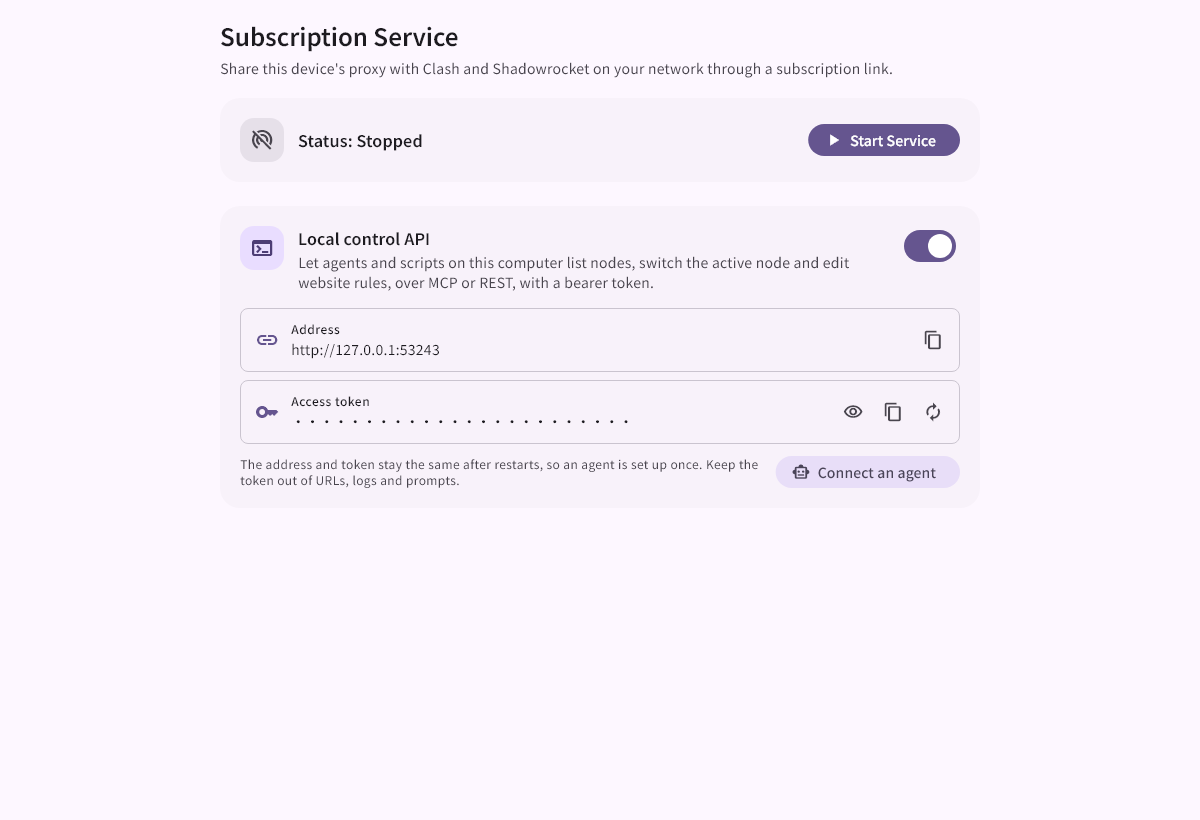 Subscription Service
Share this device's proxy with Clash and Shadowrocket on your network through a subscription link.
Status: Stopped
Start Service
Local control API
Let agents and scripts on this computer list nodes, switch the active node and edit
website rules, over MCP or REST, with a bearer token.
Address
http://127.0.0.1:53243
Access token
The address and token stay the same after restarts, so an agent is set up once. Keep the
token out of URLs, logs and prompts.
Connect an agent